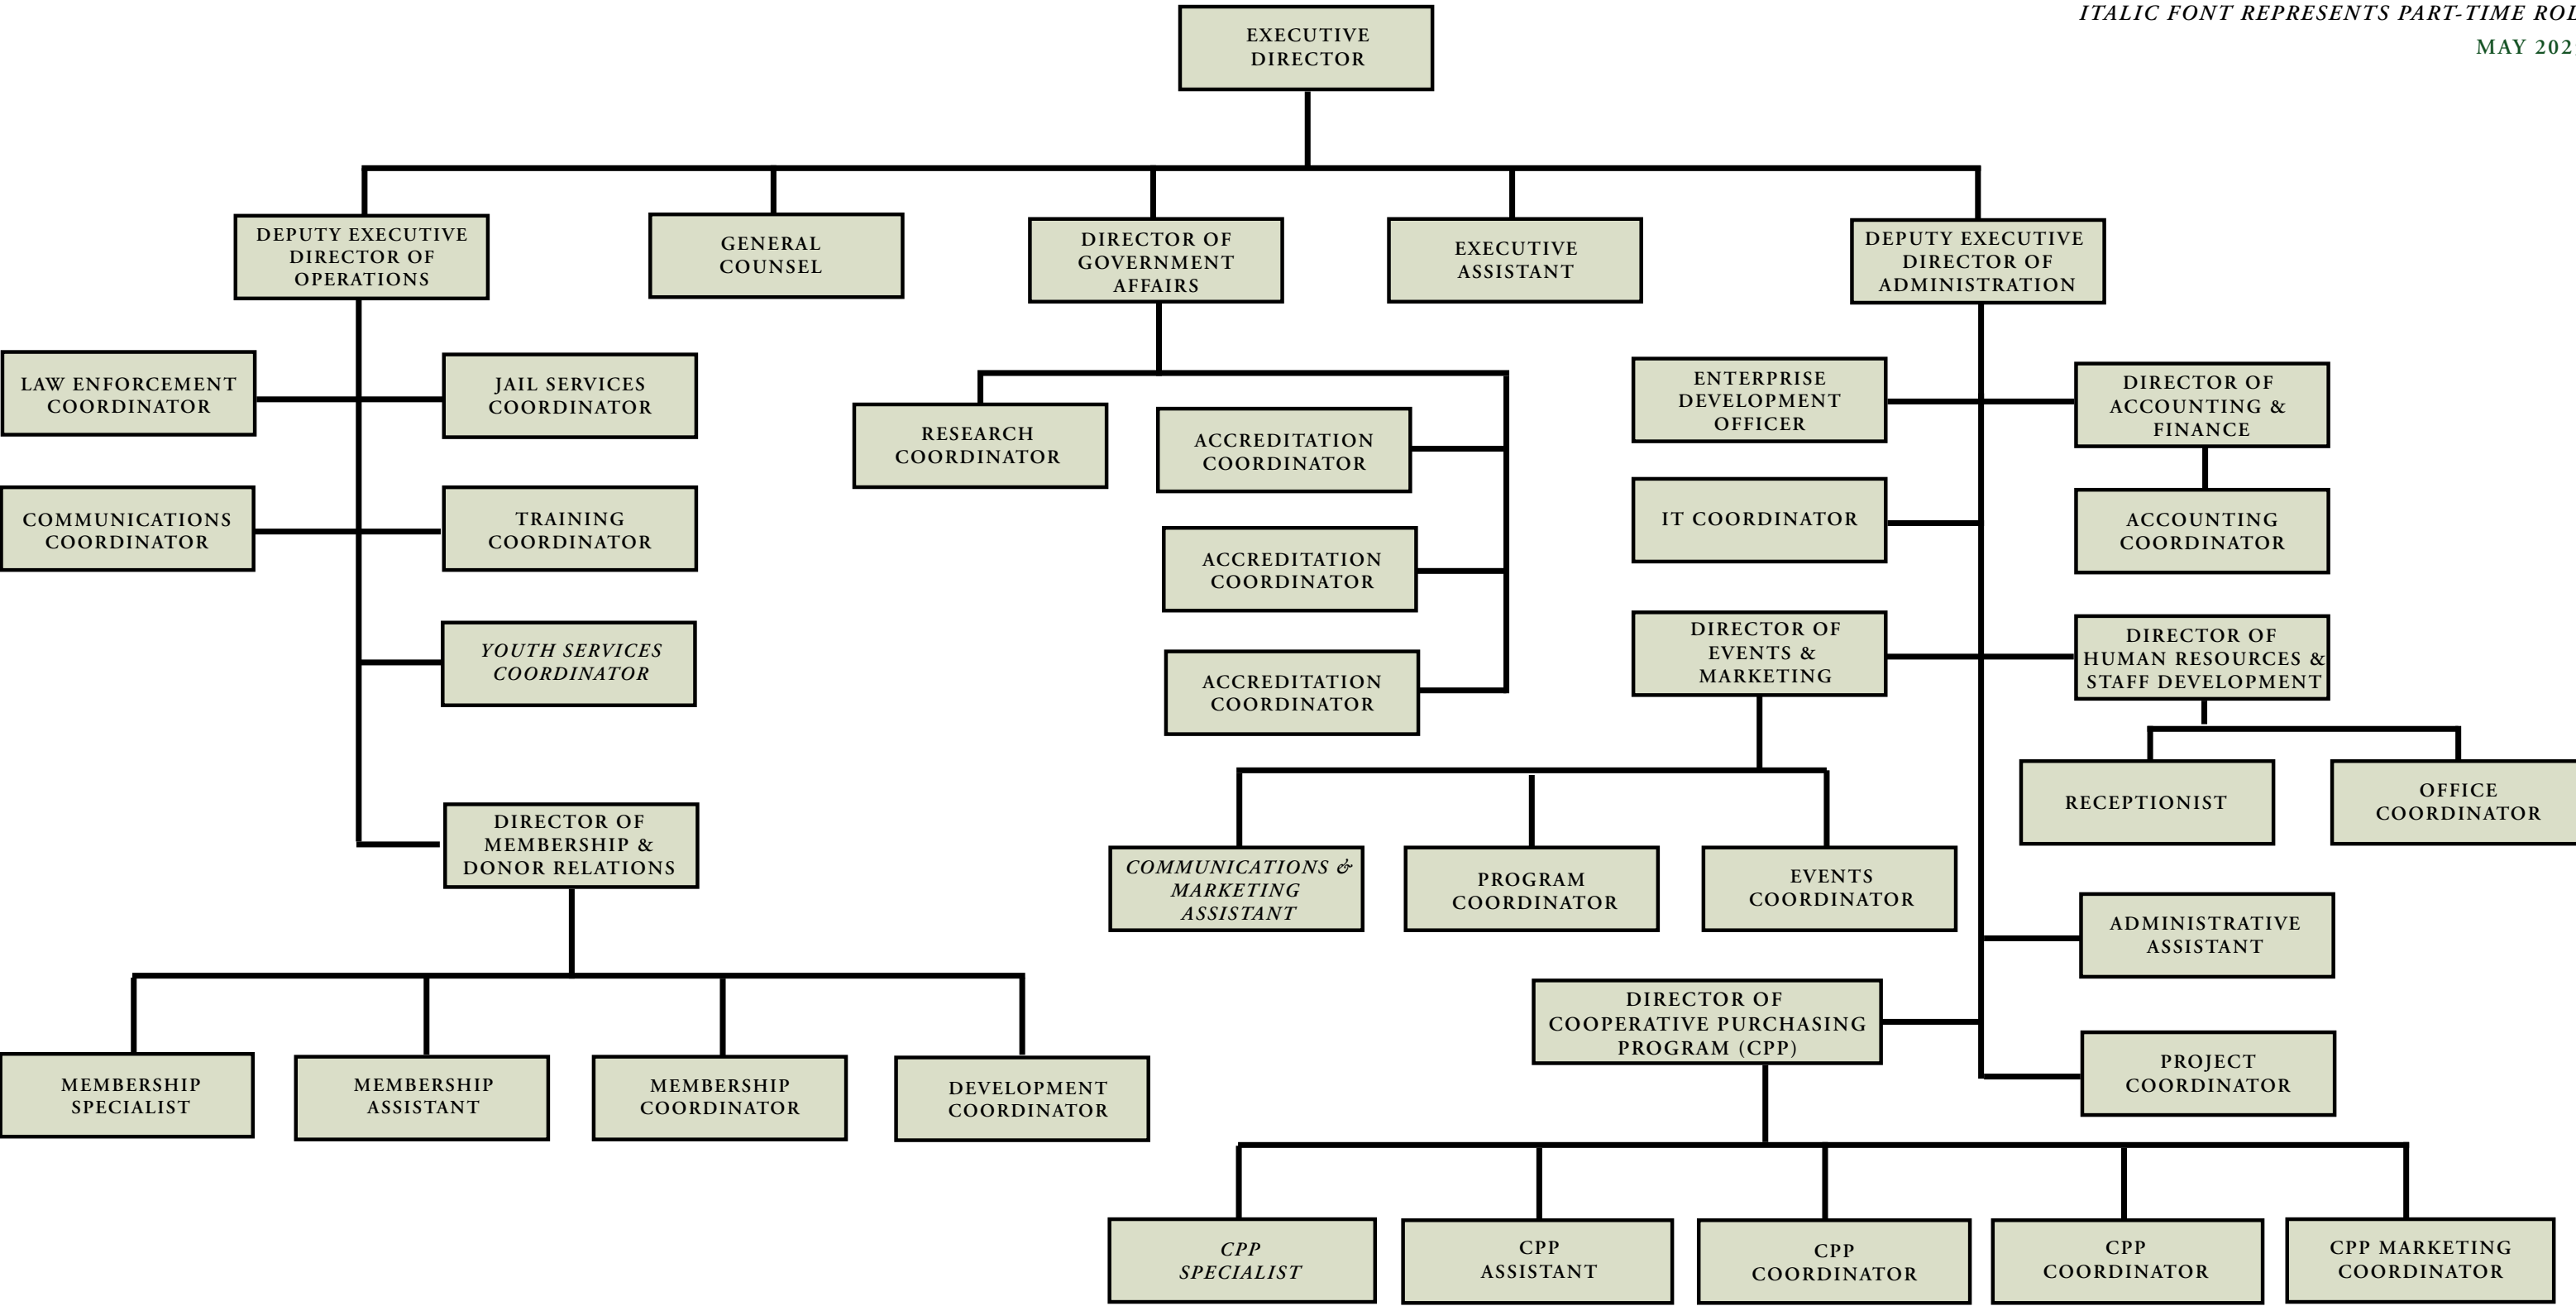 ITALIC FONT REPRESENTS PART-TIME
MAY
EXECUTIVE
DIRECTOR
DEPUTY EXECUTIVE
DIRECTOR OF
OPERATIONS
GENERAL
COUNSEL
DIRECTOR OF
GOVERNMENT
AFFAIRS
EXECUTIVE
ASSISTANT
DEPUTY EXECUTIVE
DIRECTOR OF
ADMINISTRATION
LAW ENFORCEMENT
COORDINATOR
JAIL SERVICES
COORDINATOR
COMMUNICATIONS
COORDINATOR
TRAINING
COORDINATOR
YOUTH SERVICES
COORDINATOR
DIRECTOR OF
MEMBERSHIP &
DONOR RELATIONS
MEMBERSHIP
SPECIALIST
MEMBERSHIP
ASSISTANT
MEMBERSHIP
COORDINATOR
DEVELOPMENT
COORDINATOR
RESEARCH
COORDINATOR
ACCREDITATION
COORDINATOR
ACCREDITATION
COORDINATOR
ACCREDITATION
COORDINATOR
ENTERPRISE
DEVELOPMENT
OFFICER
DIRECTOR OF
ACCOUNTING &
FINANCE
IT COORDINATOR
ACCOUNTING
COORDINATOR
DIRECTOR OF
EVENTS &
MARKETING
DIRECTOR OF
HUMAN RESOURCES &
STAFF DEVELOPMENT
RECEPTIONIST
OFFICE
COORDINATOR
COMMUNICATIONS &
MARKETING
ASSISTANT
PROGRAM
COORDINATOR
EVENTS
COORDINATOR
ADMINISTRATIVE
ASSISTANT
DIRECTOR OF
COOPERATIVE PURCHASING
PROGRAM (CPP)
PROJECT
COORDINATOR
CPP
SPECIALIST
CPP
ASSISTANT
CPP
COORDINATOR
CPP
COORDINATOR
CPP MARKETING
COORDINATOR